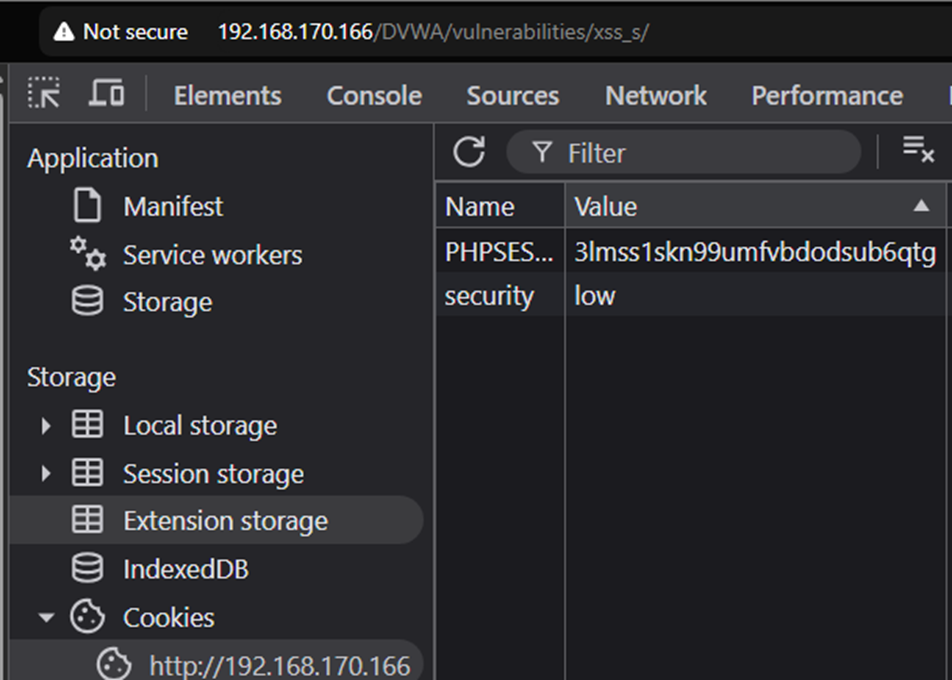 Not secure 192.168.170.166/DVWA/vulnerabilities/xss_s/
Elements Console Sources Network Performance
Application
Manifest
Service workers
Storage
Storage
Local storage
Session storage
Extension storage
IndexedDB
Cookies
http://192.168.170.166
Filter
Name Value
PHPSES... 3lmss1skn99umfvbdodsub6qtg
security low